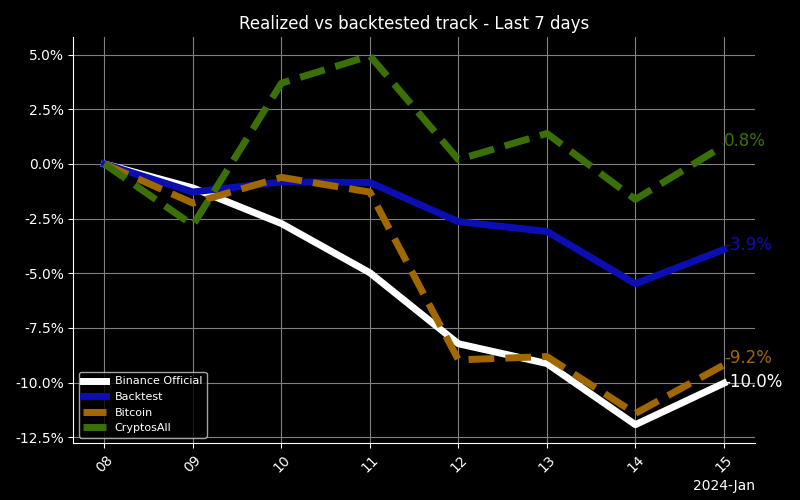 Realized vs backtested track - Last 7 days
5.0%
2.5%
0.0%
-2.5%
-5.0%
-7.5%
-10.0%
-12.5%
0.8%
-3.9%
-9.2%
-10.0%
Binance Official
Backtest
Bitcoin
CryptosAll
08 09 10 11 12 13 14 15
2024-Jan